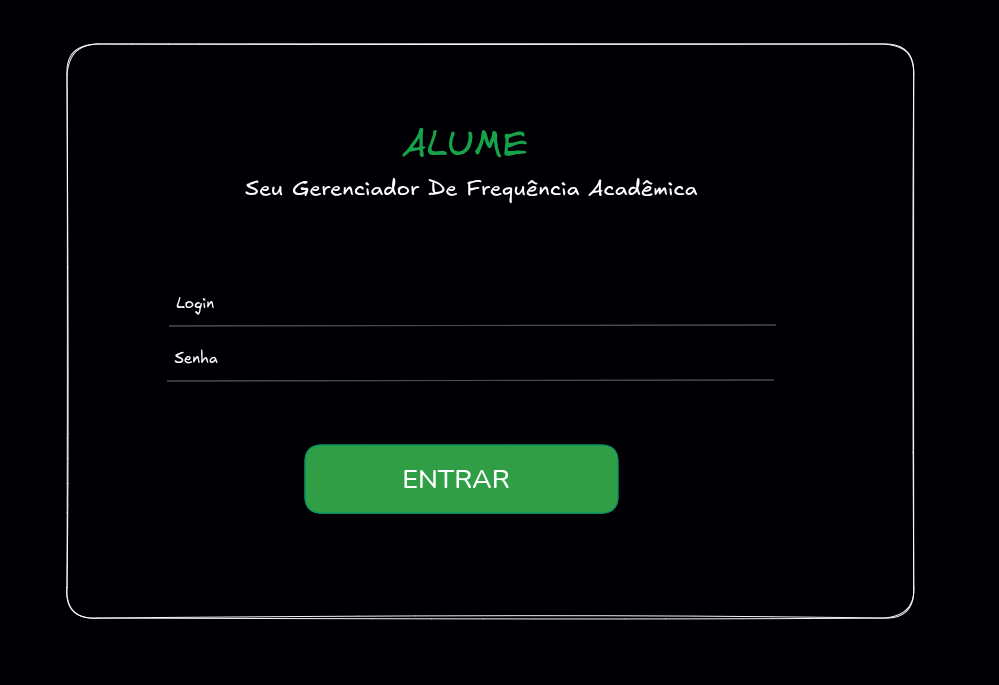 ALUME
Seu Gerenciador De Frequência Acadêmica
Login
Senha
ENTRAR